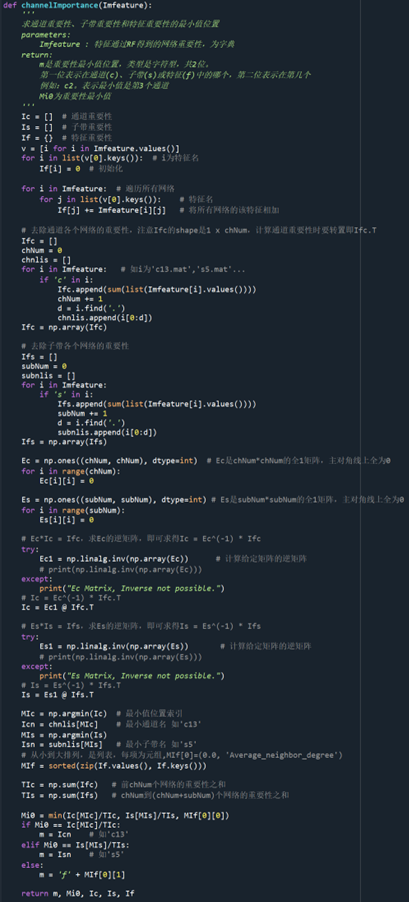 def channelImportance(Imfeature):
'''
求通道重要性、子带重要性和特征重要性的最小值位置
parameters:
Imfeature : 特征通过RF得到的网络重要性，为字典
return:
m是重要性最小值位置，类型是字符型，共2位，
第一位表示在通道(c)、子带(s)或特征(f)中的哪个，第二位表示在第几个
例如：c2，表示最小值是第3个通道
Mi0为重要性最小值
'''
Ic = [] # 通道重要性
Is = [] # 子带重要性
If = {} # 特征重要性
v = [i for i in Imfeature.values()]
for i in list(v[0].keys()): # i为特征名
If[i] = 0 # 初始化
for i in Imfeature: # 遍历所有网络
for j in list(v[0].keys()): # 特征名
If[j] += Imfeature[i][j] # 将所有网络的该特征相加
# 去除通道各个网络的重要性，注意Ifc的shape是1 x chNum，计算通道重要性时要转置即Ifc.T
Ifc = []
chNum = 0
chnlis = []
for i in Imfeature: # 如i为'c13.mat','s5.mat'...
if 'c' in i:
Ifc.append(sum(list(Imfeature[i].values())))
chNum += 1
d = i.find('.')
chnlis.append(i[0:d])
Ifc = np.array(Ifc)
# 去除子带各个网络的重要性
Ifs = []
subNum = 0
subnlis = []
for i in Imfeature:
if 's' in i:
Ifs.append(sum(list(Imfeature[i].values())))
subNum += 1
d = i.find('.')
subnlis.append(i[0:d])
Ifs = np.array(Ifs)
Ec = np.ones((chNum, chNum), dtype=int) # Ec是chNum*chNum的全1矩阵，主对角线上全为0
for i in range(chNum):
Ec[i][i] = 0
Es = np.ones((subNum, subNum), dtype=int) # Es是subNum*subNum的全1矩阵，主对角线上全为0
for i in range(subNum):
Es[i][i] = 0
# Ec*Ic = Ifc，求Ec的逆矩阵，即可求得Ic = Ec^(-1) * Ifc
try:
Ec1 = np.linalg.inv(np.array(Ec)) # 计算给定矩阵的逆矩阵
# print(np.linalg.inv(np.array(Ec)))
except:
print("Ec Matrix, Inverse not possible.")
# Ic = Ec^(-1) * Ifc.T
Ic = Ec1 @ Ifc.T
# Es*Is = Ifs，求Es的逆矩阵，即可求得Is = Es^(-1) * Ifs
try:
Es1 = np.linalg.inv(np.array(Es)) # 计算给定矩阵的逆矩阵
# print(np.linalg.inv(np.array(Es)))
except:
print("Es Matrix, Inverse not possible.")
# Is = Es^(-1) * Ifs.T
Is = Es1 @ Ifs.T
MIc = np.argmin(Ic) # 最小值位置索引
Icn = chnlis[MIc] # 最小通道名 如'c13'
MIs = np.argmin(Is)
Isn = subnlis[MIs] # 最小子带名 如's5'
# 从小到大排列，是列表，每项为元组,MIf[0]=(0.0, 'Average_neighbor_degree')
MIf = sorted(zip(If.values(), If.keys()))
TIc = np.sum(Ifc) # 前chNum个网络的重要性之和
TIs = np.sum(Ifs) # chNum到(chNum+subNum)个网络的重要性之和
Mi0 = min(Ic[MIc]/TIc, Is[MIs]/TIs, MIf[0][0])
if Mi0 == Ic[MIc]/TIc:
m = Icn # 如'c13'
elif Mi0 == Is[MIs]/TIs:
m = Isn # 如's5'
else:
m = 'f' + MIf[0][1]
return m, Mi0, Ic, Is, If